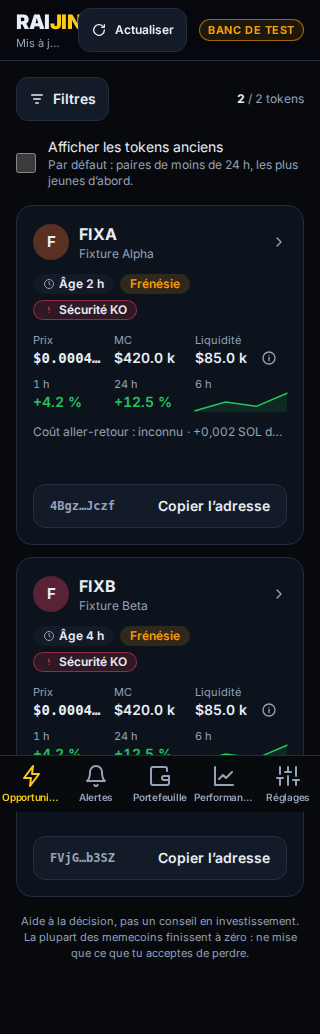 RAIJIN
Mis à j...
Actualiser
BANC DE TEST
Filtres
2 / 2 tokens
Afficher les tokens anciens
Par défaut : paires de moins de 24 h, les plus
jeunes d’abord.
F
FIXA
Fixture Alpha
Âge 2 h
Frénésie
! Sécurité KO
Prix
MC
Liquidité
$0.0004...
$420.0 k
$85.0 k
1 h
24 h
6 h
+4.2 %
+12.5 %
Coût aller-retour : inconnu · +0,002 SOL d...
4Bgz…Jczf
Copier l’adresse
F
FIXB
Fixture Beta
Âge 4 h
Frénésie
! Sécurité KO
Prix
MC
Liquidité
$0.0004...
$420.0 k
$85.0 k
1 h
24 h
6 h
+4.2 %
+12.5 %
Opportuni...
Alertes
Portefeuille
Performan...
Réglages
FVjG…b3SZ
Copier l’adresse
Aide à la décision, pas un conseil en investissement.
La plupart des memecoins finissent à zéro : ne mise
que ce que tu acceptes de perdre.